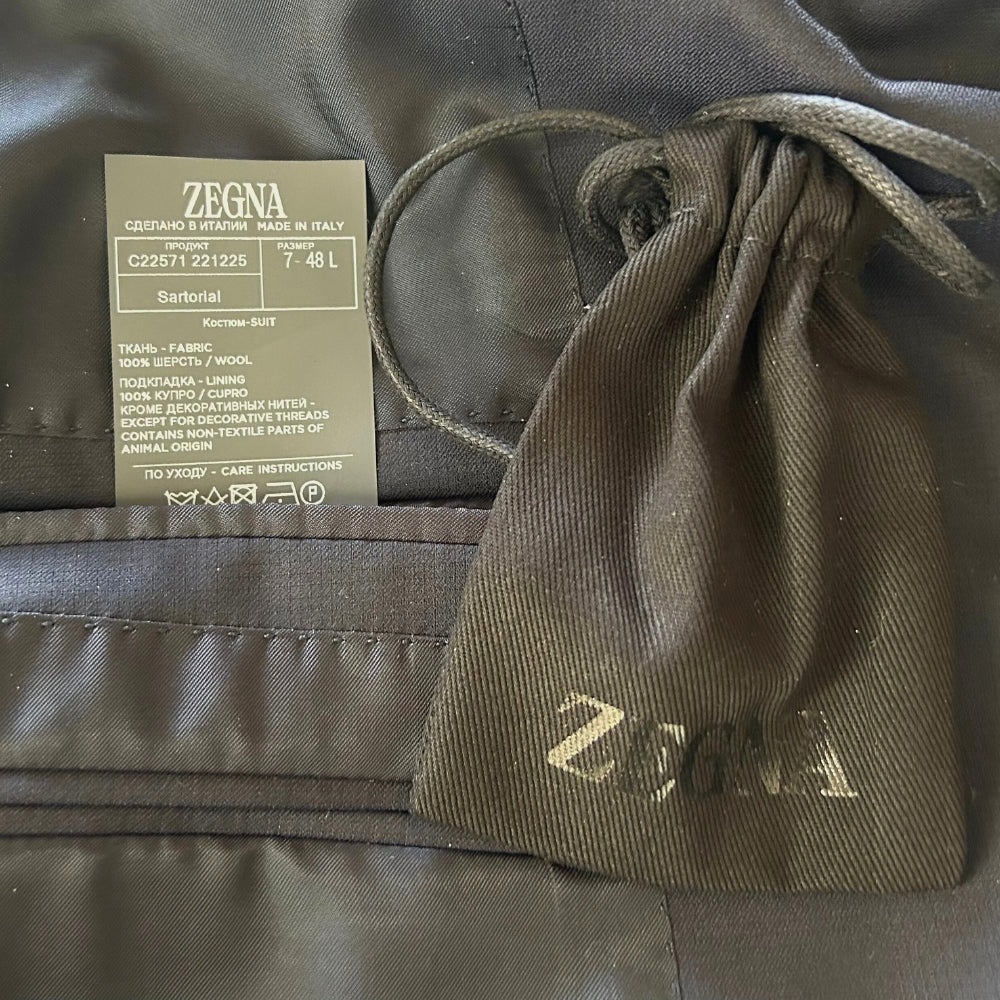 ZEGNA
СДЕЛАНО В ИТАЛИИ MADE IN ITALY
ПРОДУКТ РАЗМЕР
C22571 221225 7- 48 L
Sartorial
Костюм-SUIT
ТКАНЬ - FABRIC
100% ШЕРСТЬ / WOOL
ПОДКЛАДКА - LINING
100% КУПРО / CUPRO
КРОМЕ ДЕКОРАТИВНЫХ НИТЕЙ -
EXCEPT FOR DECORATIVE THREADS
CONTAINS NON-TEXTILE PARTS OF
ANIMAL ORIGIN
ПО УХОДУ - CARE INSTRUCTIONS
P
ZEGNA